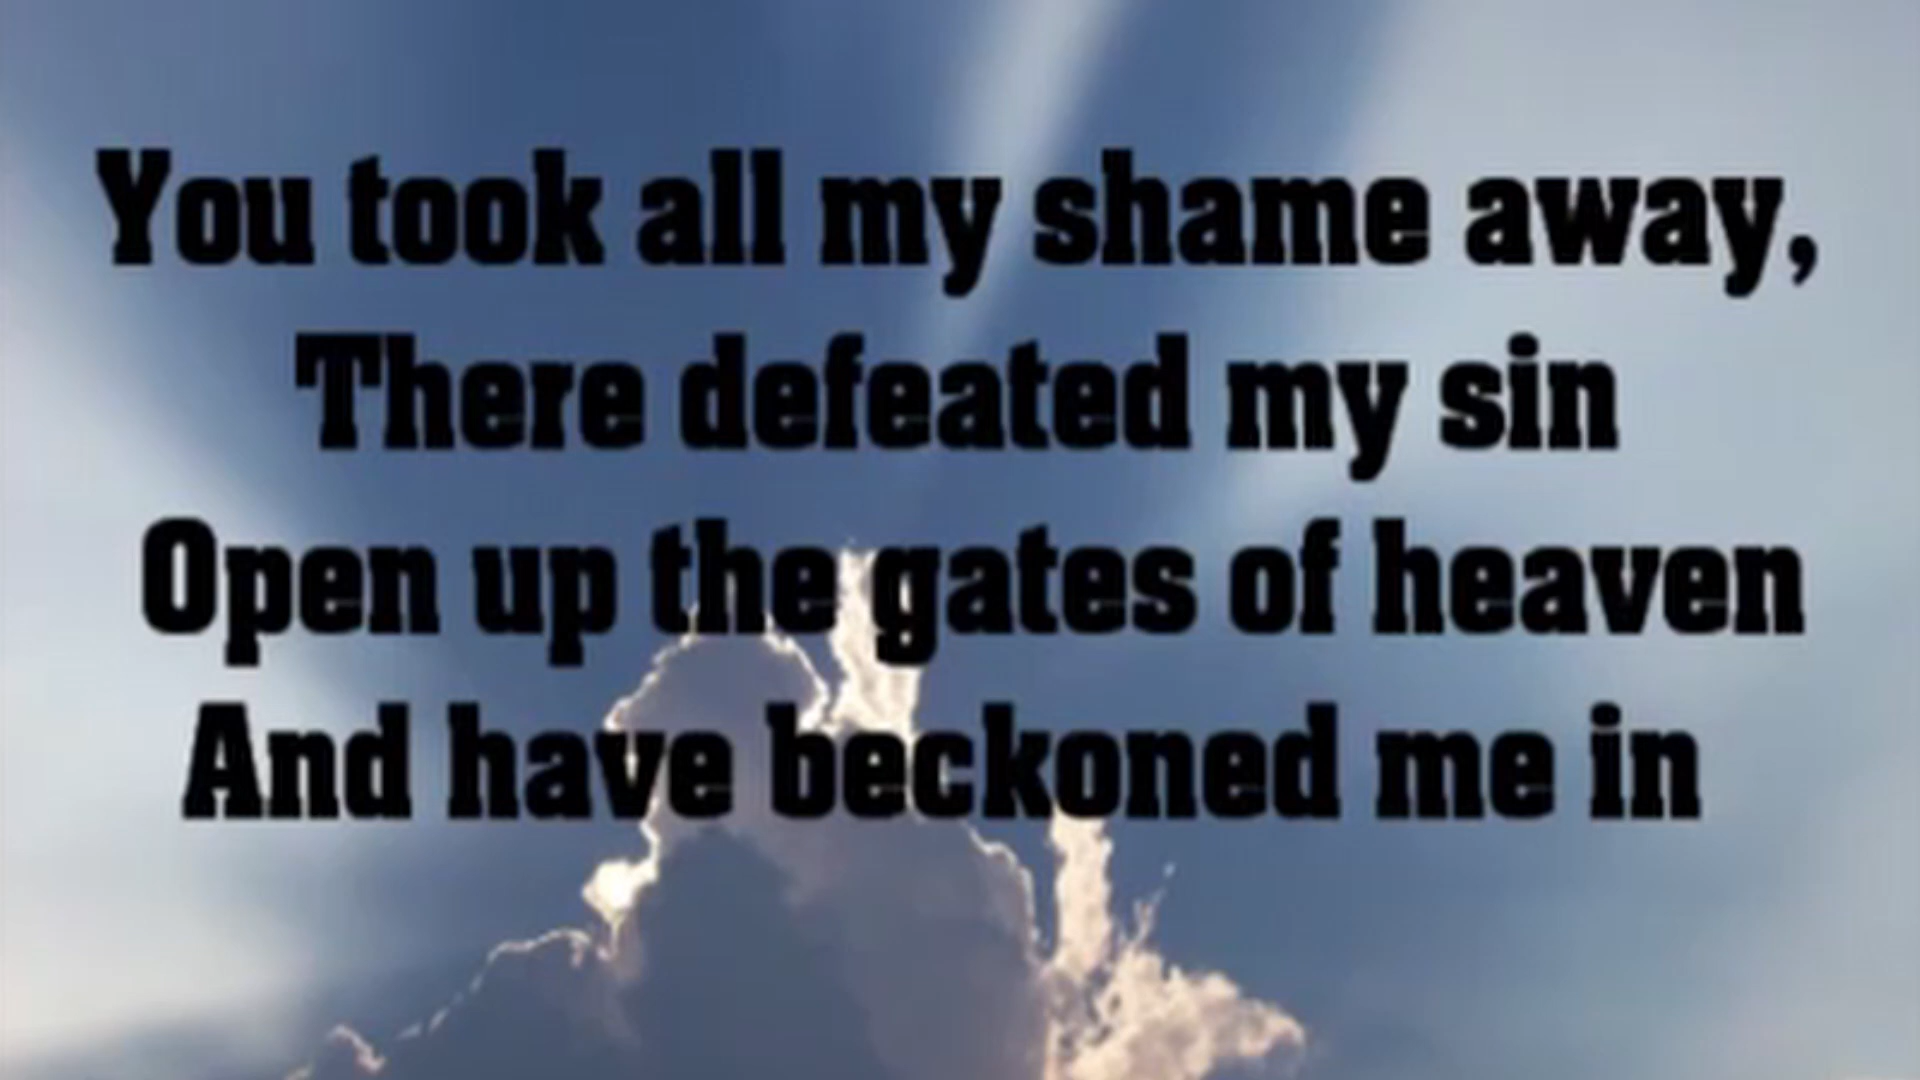 You took all my shame away,
There defeated my sin
Open up the gates of heaven
And have beckoned me in